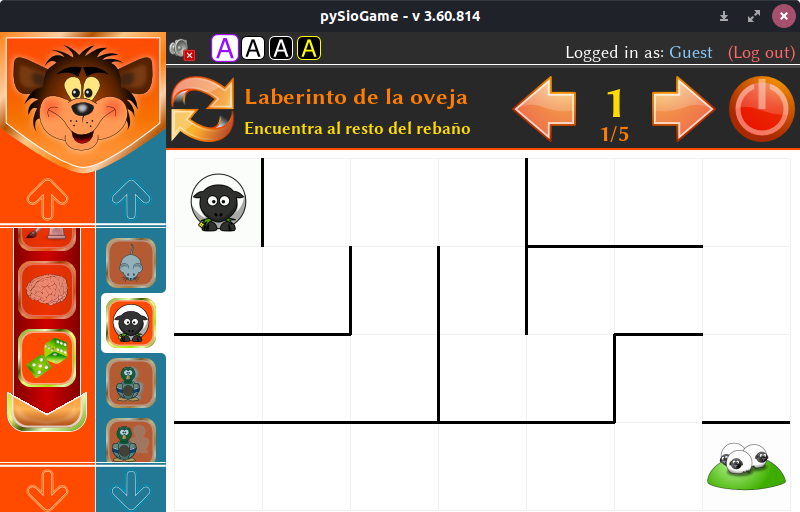 pySioGame - v 3.60.814
A A A A
Logged in as: Guest (Log out)
Laberinto de la oveja
Encuentra al resto del rebaño
1
1/5